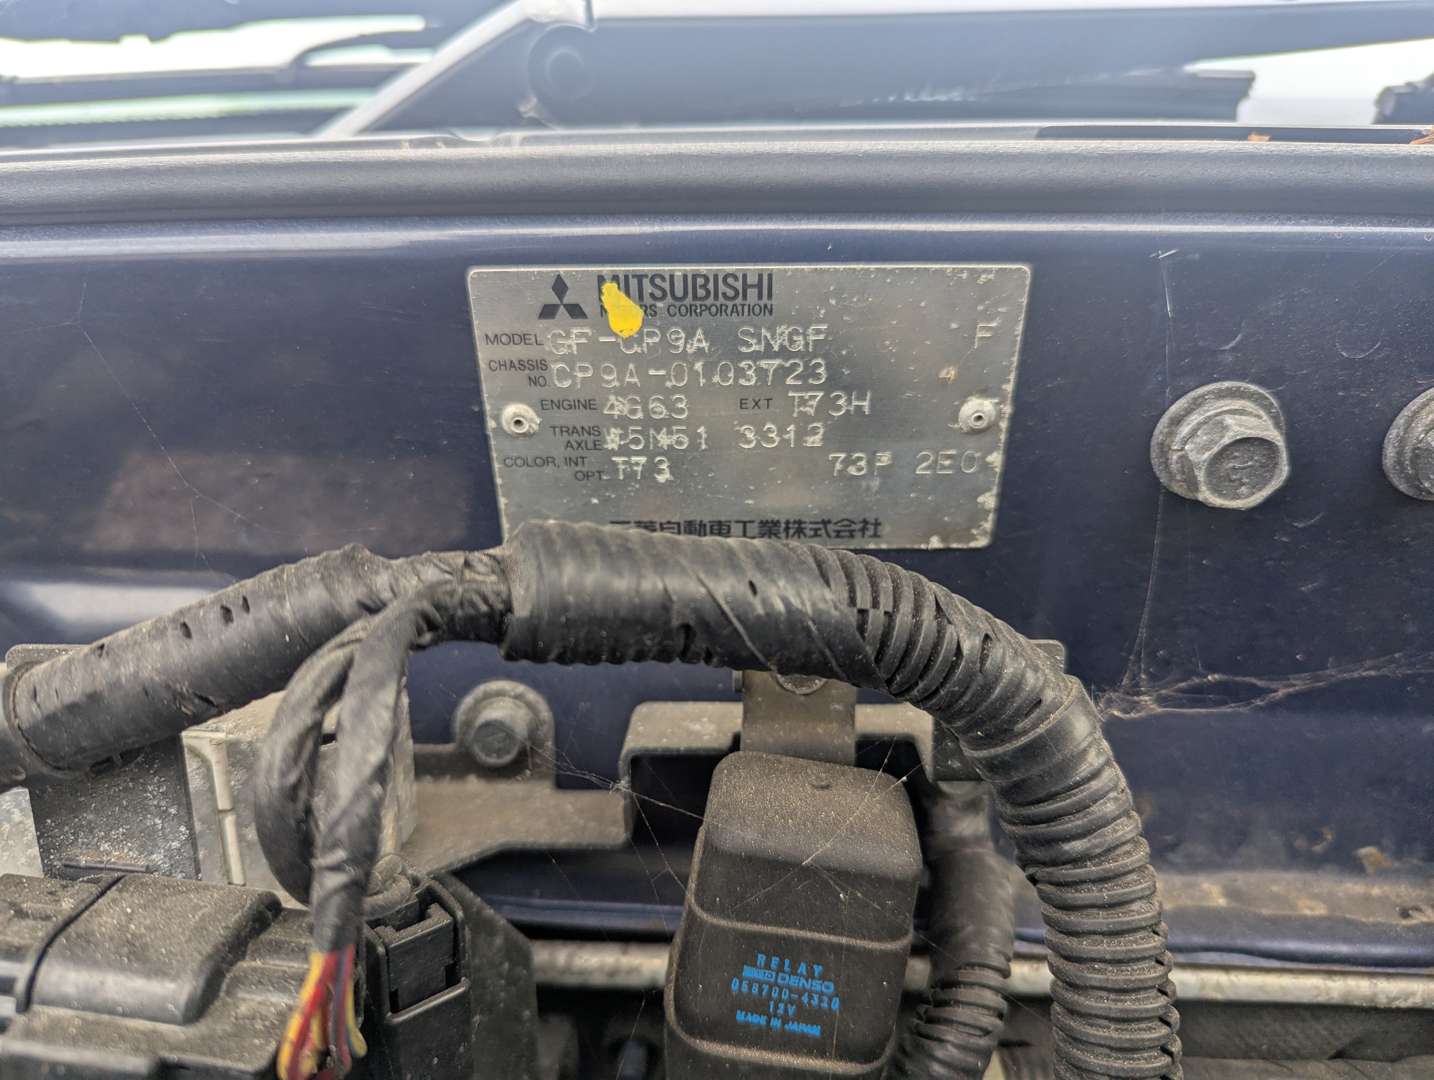 MITSUBISHI
MOTORS CORPORATION
MODEL GF-CP9A SNGF F
CHASSIS NO. CP9A-0103723
ENGINE 4G63 EXT T73H
TRANS AXLE W5M51 3312
COLOR, INT OPT T73 73P 2E0
三菱自動車工業株式会社
RELAY
DENSO
056700-4320
12V
MADE IN JAPAN